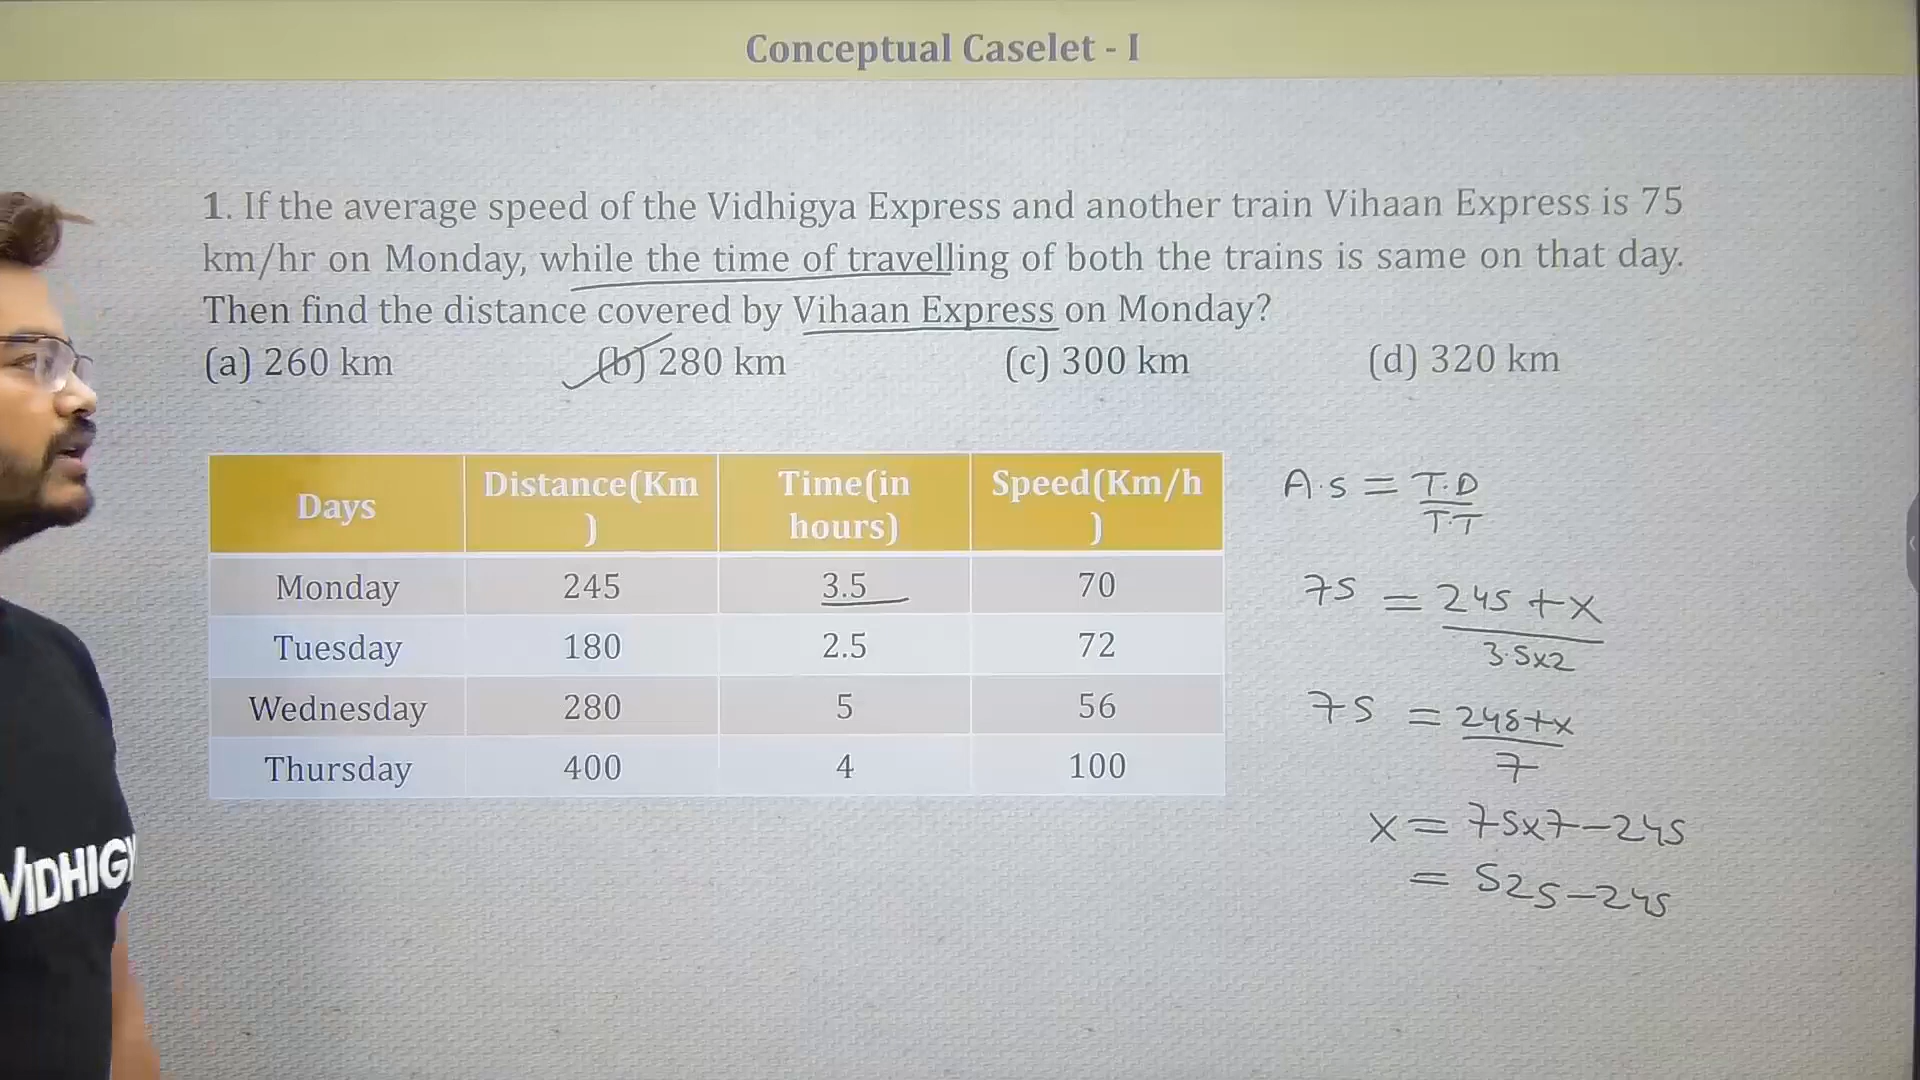 Conceptual Caselet - I
1. If the average speed of the Vidhigya Express and another train Vihaan Express is 75
km/hr on Monday, while the time of travelling of both the trains is same on that day.
Then find the distance covered by Vihaan Express on Monday?
(a) 260 km (b) 280 km (c) 300 km (d) 320 km
Days Distance(Km) Time(in hours) Speed(Km/h)
Monday 245 3.5 70
Tuesday 180 2.5 72
Wednesday 280 5 56
Thursday 400 4 100
A.S = T.D / T.T
75 = 245 + x / 3.5x2
75 = 245+x / 7
x = 75x7-245
= 525-245
VIDHIGY